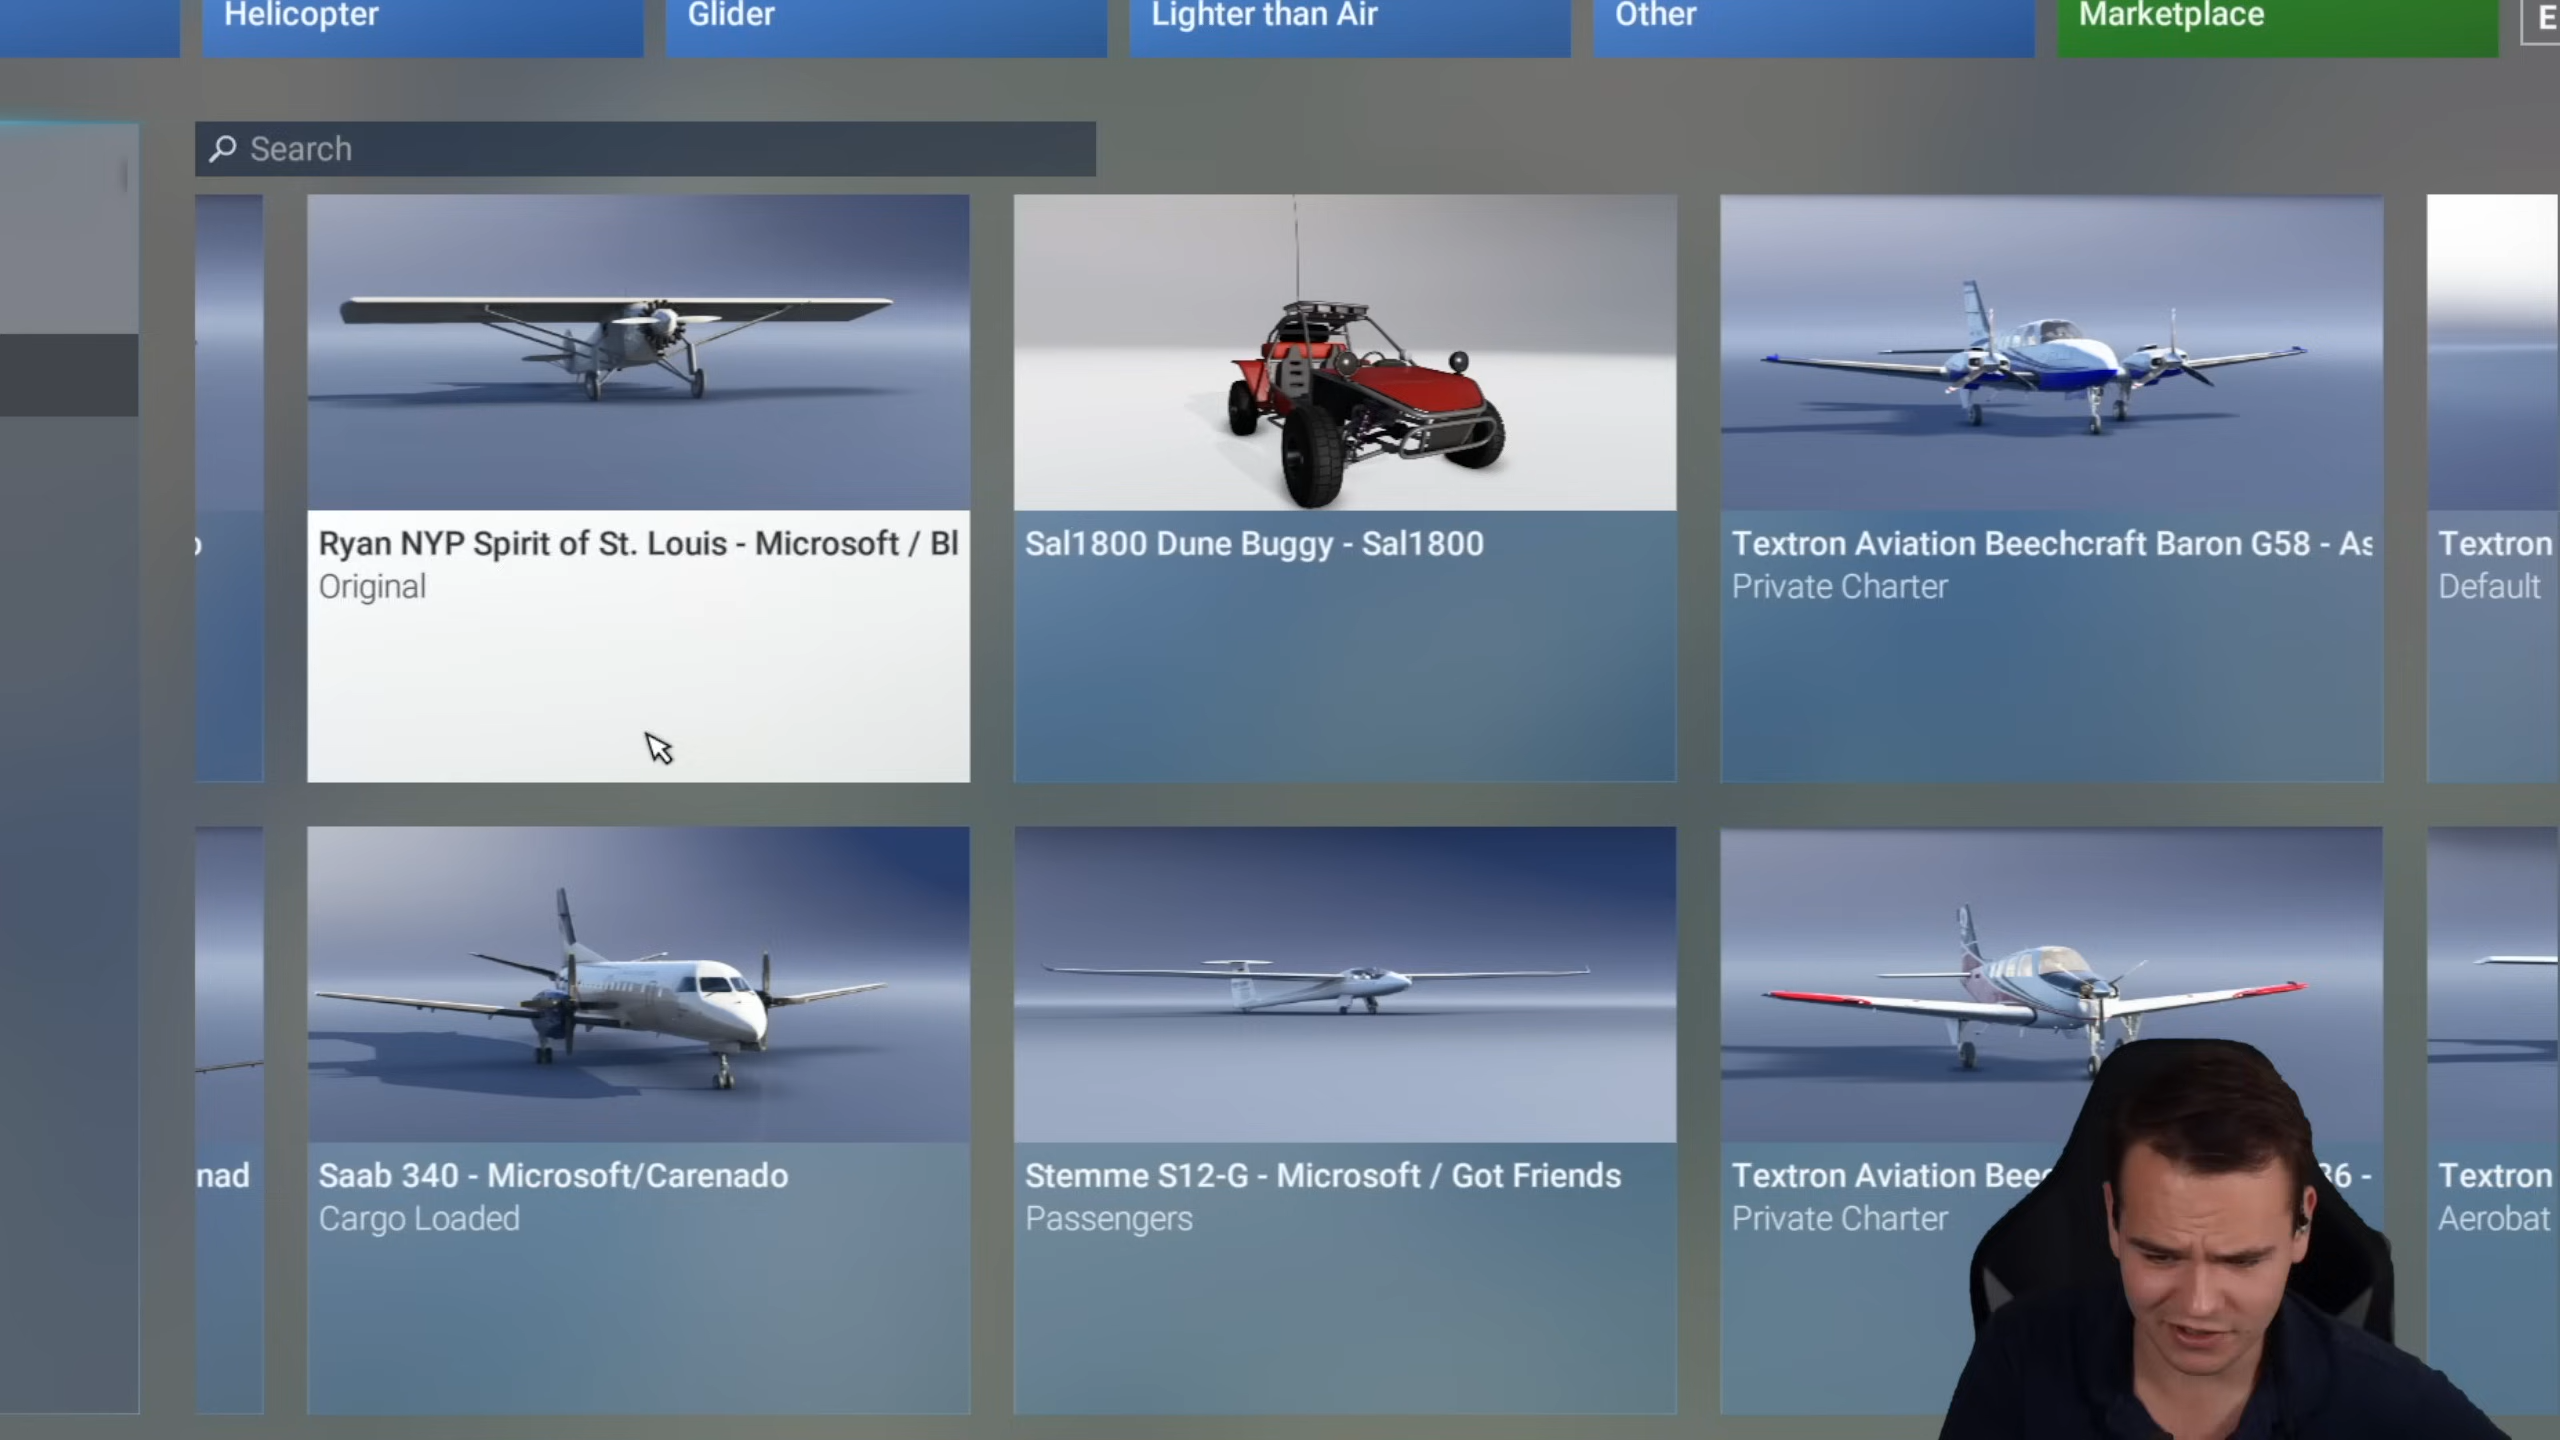 Helicopter
Glider
Lighter than Air
Other
Marketplace
E
Search
Ryan NYP Spirit of St. Louis - Microsoft / Bl
Original
Sal1800 Dune Buggy - Sal1800
Textron Aviation Beechcraft Baron G58 - As
Private Charter
Textron
Default
nad
Saab 340 - Microsoft/Carenado
Cargo Loaded
Stemme S12-G - Microsoft / Got Friends
Passengers
Textron Aviation Bee 36 -
Private Charter
Textron
Aerobat